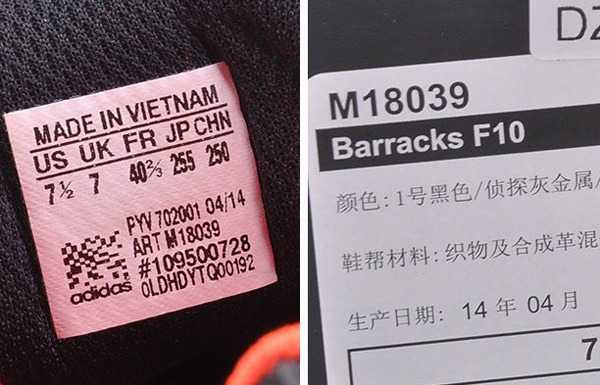 MADE IN VIETNAM
US UK FR JP CHN
7½ 7 40⅔ 255 250
PYV 702001 04/14
ART M18039
#109500728
0LDHDYTQ00192
adidas
DZ
M18039
Barracks F10
颜色:1号黑色/侦探灰金属/
鞋帮材料: 织物及合成革混
生产日期: 14 年 04 月
7